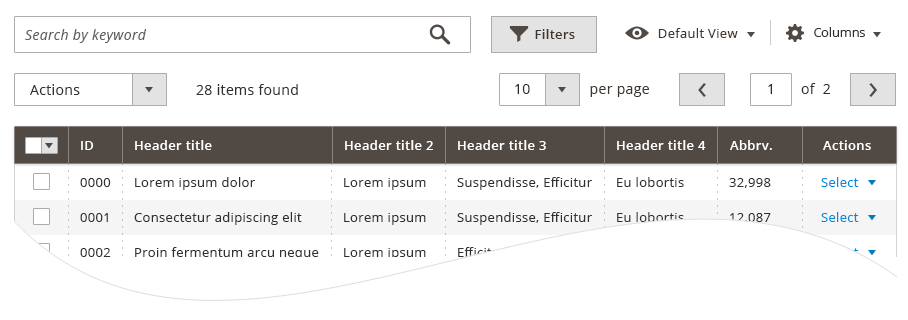 Search by keyword Filters Default View Columns
Actions 28 items found 10 per page 1 of 2
ID Header title Header title 2 Header title 3 Header title 4 Abbrv. Actions
0000 Lorem ipsum dolor Lorem ipsum Suspendisse, Efficitur Eu lobortis 32,998 Select
0001 Consectetur adipiscing elit Lorem ipsum Suspendisse, Efficitur Eu lobortis 12,087 Select
0002 Proin fermentum arcu neque Lorem ipsum